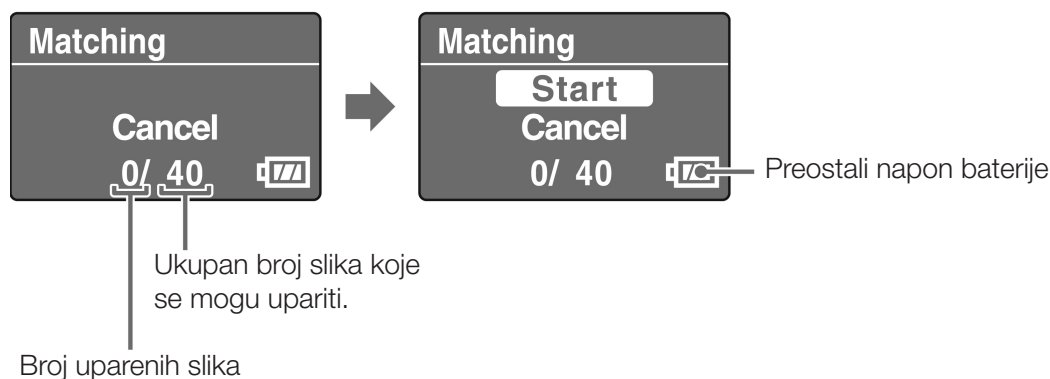 Matching
Cancel
0/ 40
Matching
Start
Cancel
0/ 40
Preostali napon baterije
Ukupan broj slika koje
se mogu upariti.
Broj uparenih slika